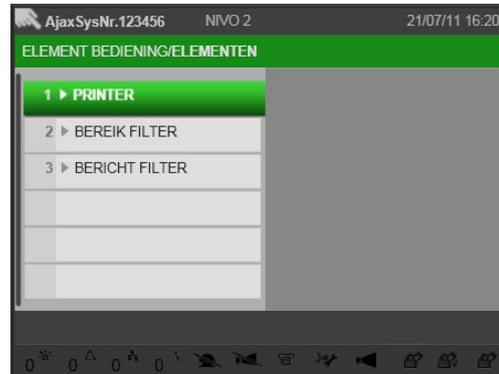 AjaxSysNr.123456 NIVO 2 21/07/11 16:20
ELEMENT BEDIENING/ELEMENTEN
1 PRINTER
2 BEREIK FILTER
3 BERICHT FILTER
0 0 0 0